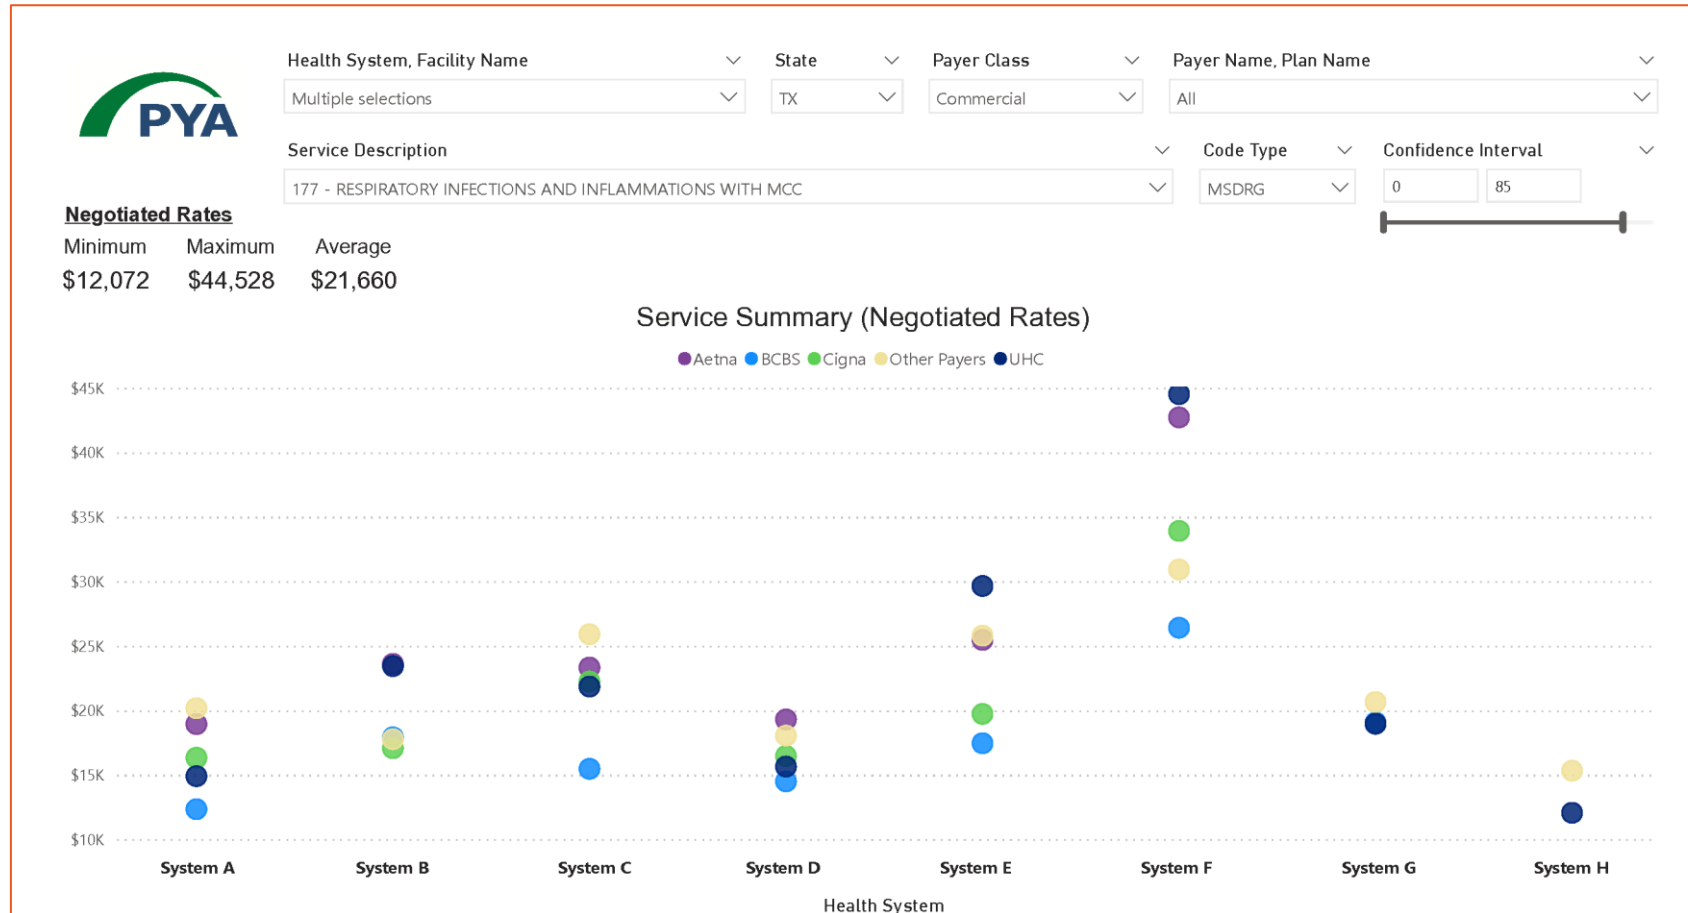 PYA
Health System, Facility Name
State
Payer Class
Payer Name, Plan Name
Multiple selections
TX
Commercial
All
Service Description
Code Type
Confidence Interval
177 - RESPIRATORY INFECTIONS AND INFLAMMATIONS WITH MCC
MSDRG
0
85
Negotiated Rates
Minimum Maximum Average
$12,072 $44,528 $21,660
Service Summary (Negotiated Rates)
Aetna BCBS Cigna Other Payers UHC
$45K
$40K
$35K
$30K
$25K
$20K
$15K
$10K
System A System B System C System D System E System F System G System H
Health System